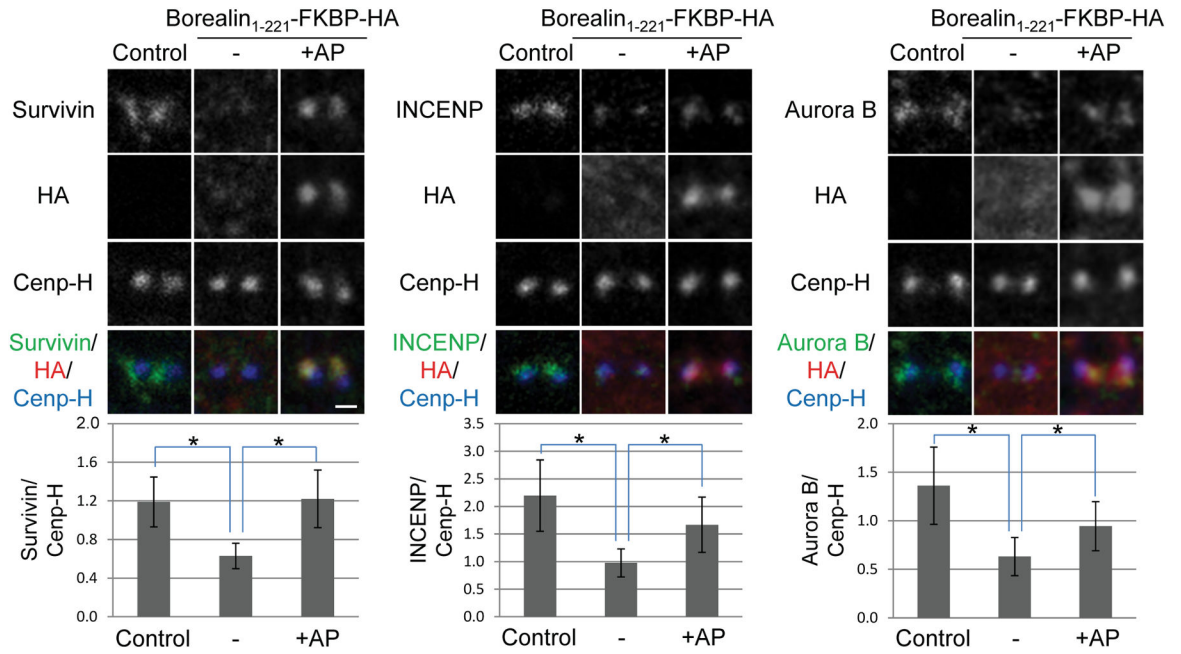 Borealin1-221-FKBP-HA
Control - +AP
Survivin
HA
Cenp-H
Survivin/
HA/
Cenp-H
2.0
1.6
1.2
0.8
0.4
0.0
Survivin/
Cenp-H
* *
Control - +AP
Borealin1-221-FKBP-HA
Control - +AP
INCENP
HA
Cenp-H
INCENP/
HA/
Cenp-H
3.5
3.0
2.5
2.0
1.5
1.0
0.5
0.0
INCENP/
Cenp-H
* *
Control - +AP
Borealin1-221-FKBP-HA
Control - +AP
Aurora B
HA
Cenp-H
Aurora B/
HA/
Cenp-H
2.0
1.5
1.0
0.5
0.0
Aurora B/
Cenp-H
* *
Control - +AP